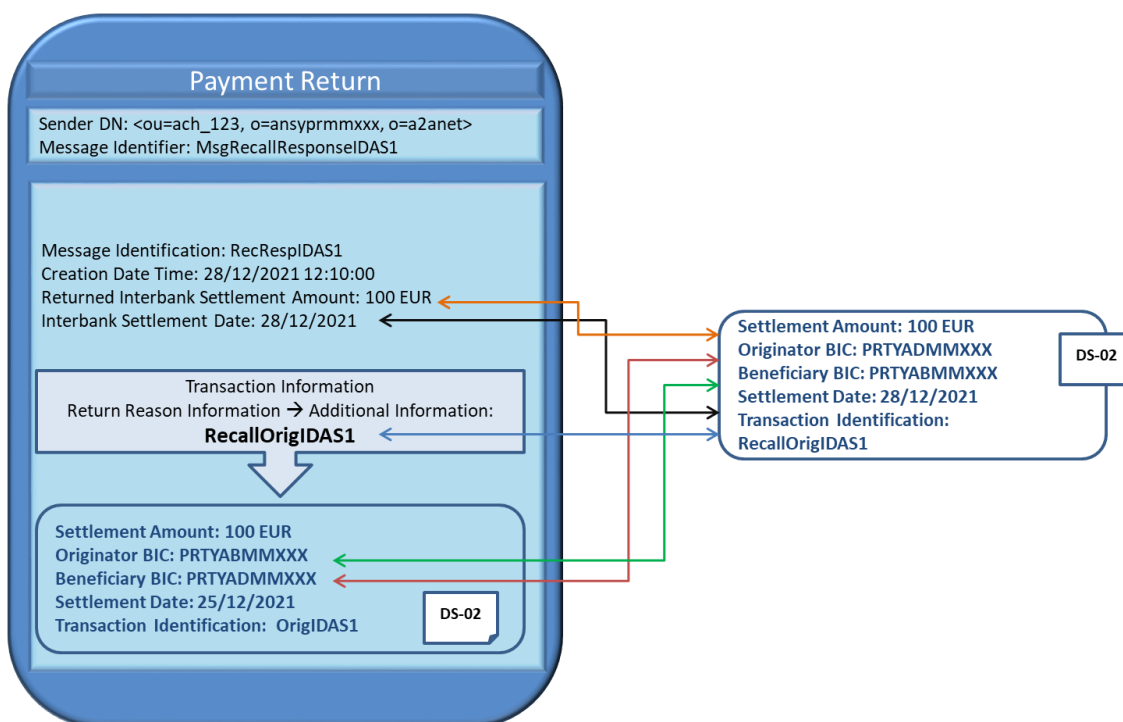 Payment Return
Sender DN: <ou=ach_123, o=ansyprmmxxx, o=a2anet>
Message Identifier: MsgRecallResponseIDAS1
Message Identification: RecRespIDAS1
Creation Date Time: 28/12/2021 12:10:00
Returned Interbank Settlement Amount: 100 EUR
Interbank Settlement Date: 28/12/2021
Transaction Information
Return Reason Information → Additional Information:
RecallOrigIDAS1
Settlement Amount: 100 EUR
Originator BIC: PRTYABMMXXX
Beneficiary BIC: PRTYADMMXXX
Settlement Date: 25/12/2021
Transaction Identification: OrigIDAS1
DS-02
Settlement Amount: 100 EUR
Originator BIC: PRTYADMMXXX
Beneficiary BIC: PRTYABMMXXX
Settlement Date: 28/12/2021
Transaction Identification:
RecallOrigIDAS1
DS-02